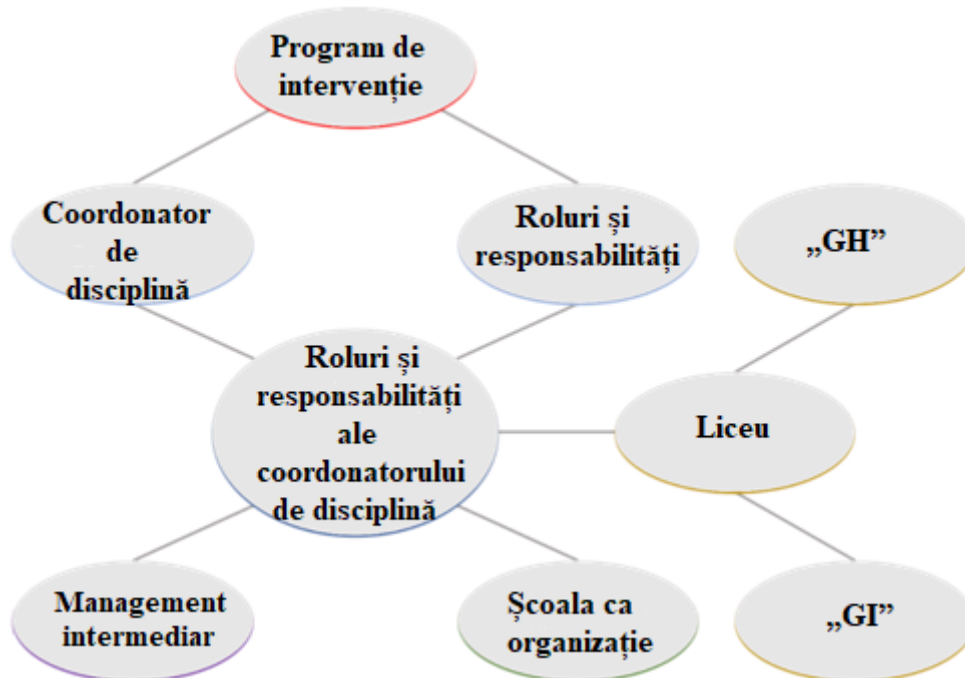 Program de
intervenție
Coordonator
de
disciplină
Roluri și
responsabilități
„GH”
Roluri și
responsabilități
ale
coordonatorului
de disciplină
Liceu
Management
intermediar
Școala ca
organizație
„GI”